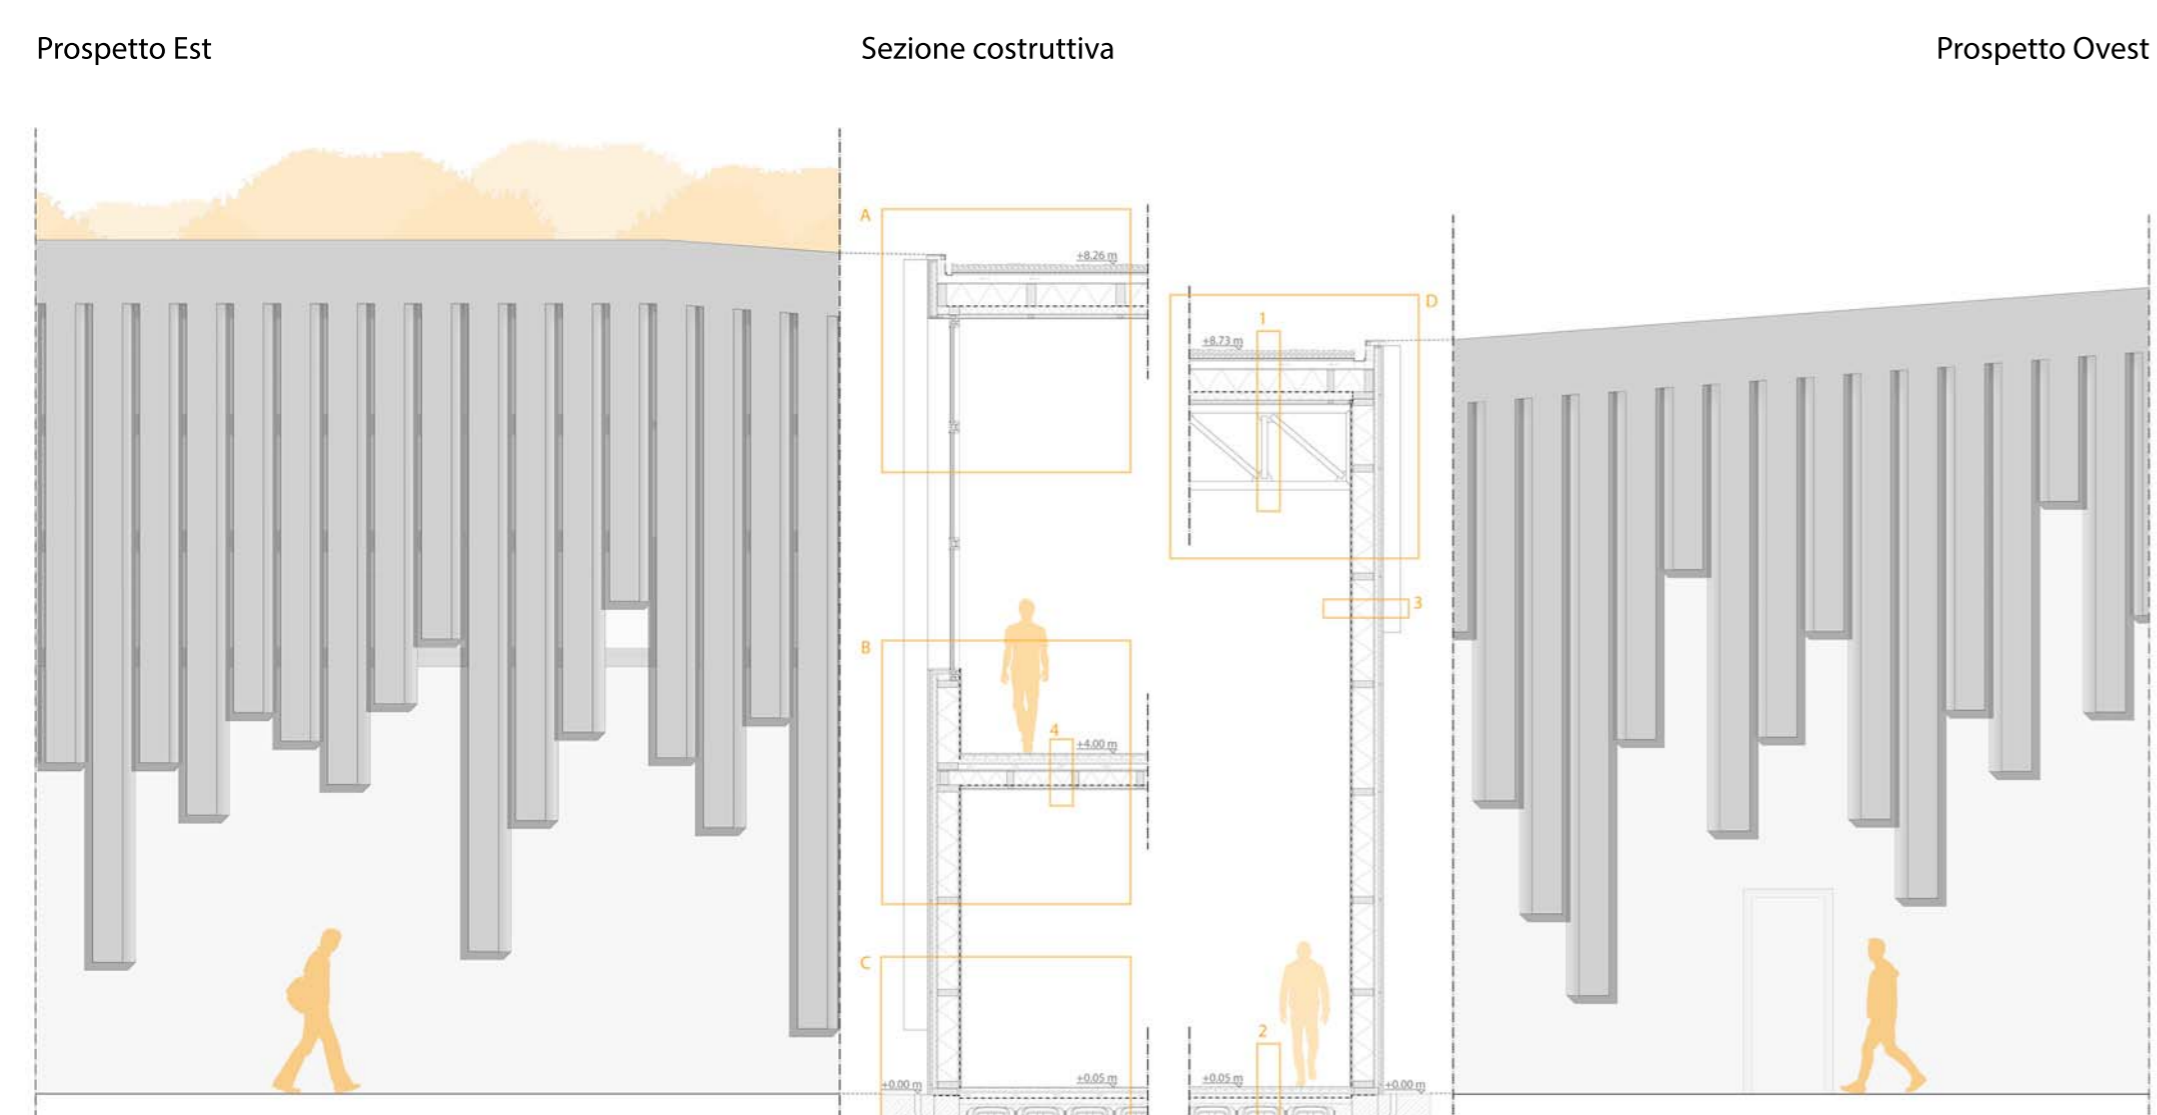 Prospetto Est
Sezione costruttiva
Prospetto Ovest
A
+8.26 m
D
1
+8.73 m
3
B
4
+4.00 m
C
2
+0.00 m
+0.05 m
+0.05 m
+0.00 m